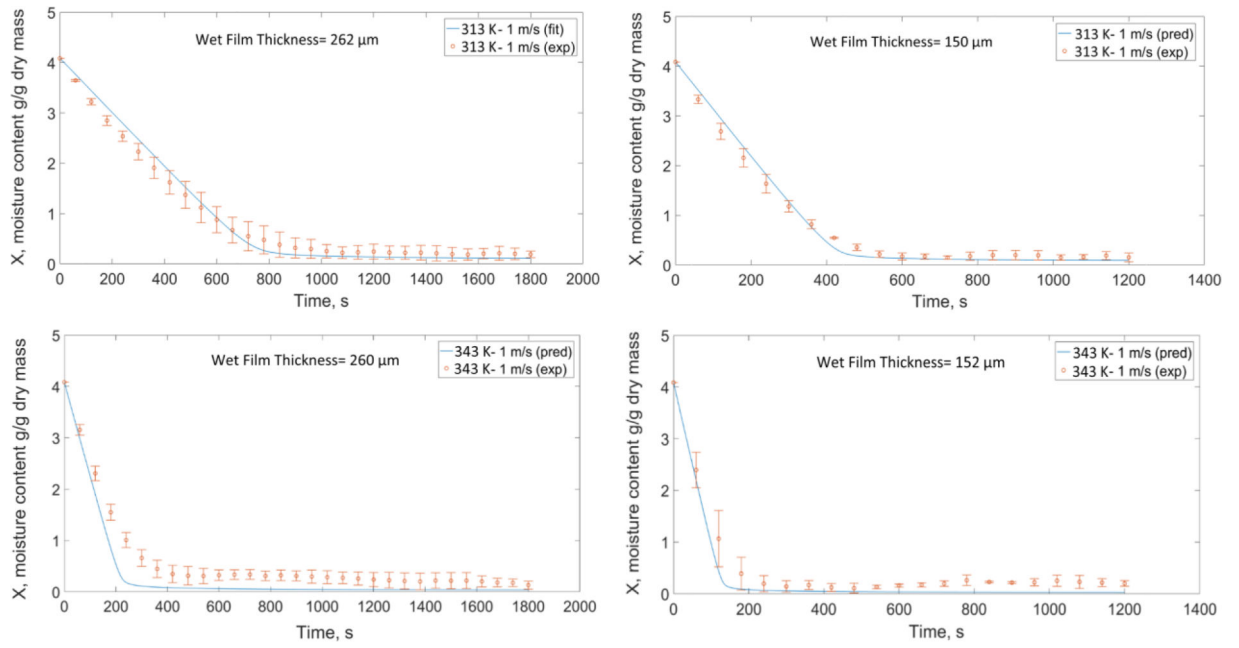 5
4
3
2
1
0
X, moisture content g/g dry mass
Wet Film Thickness= 262 μm
313 K- 1 m/s (fit)
313 K- 1 m/s (exp)
0 200 400 600 800 1000 1200 1400 1600 1800 2000
Time, s
5
4
3
2
1
0
X, moisture content g/g dry mass
Wet Film Thickness= 150 μm
313 K- 1 m/s (pred)
313 K- 1 m/s (exp)
0 200 400 600 800 1000 1200 1400
Time, s
5
4
3
2
1
0
X, moisture content g/g dry mass
Wet Film Thickness= 260 μm
343 K- 1 m/s (pred)
343 K- 1 m/s (exp)
0 200 400 600 800 1000 1200 1400 1600 1800 2000
Time, s
5
4
3
2
1
0
X, moisture content g/g dry mass
Wet Film Thickness= 152 μm
343 K- 1 m/s (pred)
343 K- 1 m/s (exp)
0 200 400 600 800 1000 1200 1400
Time, s